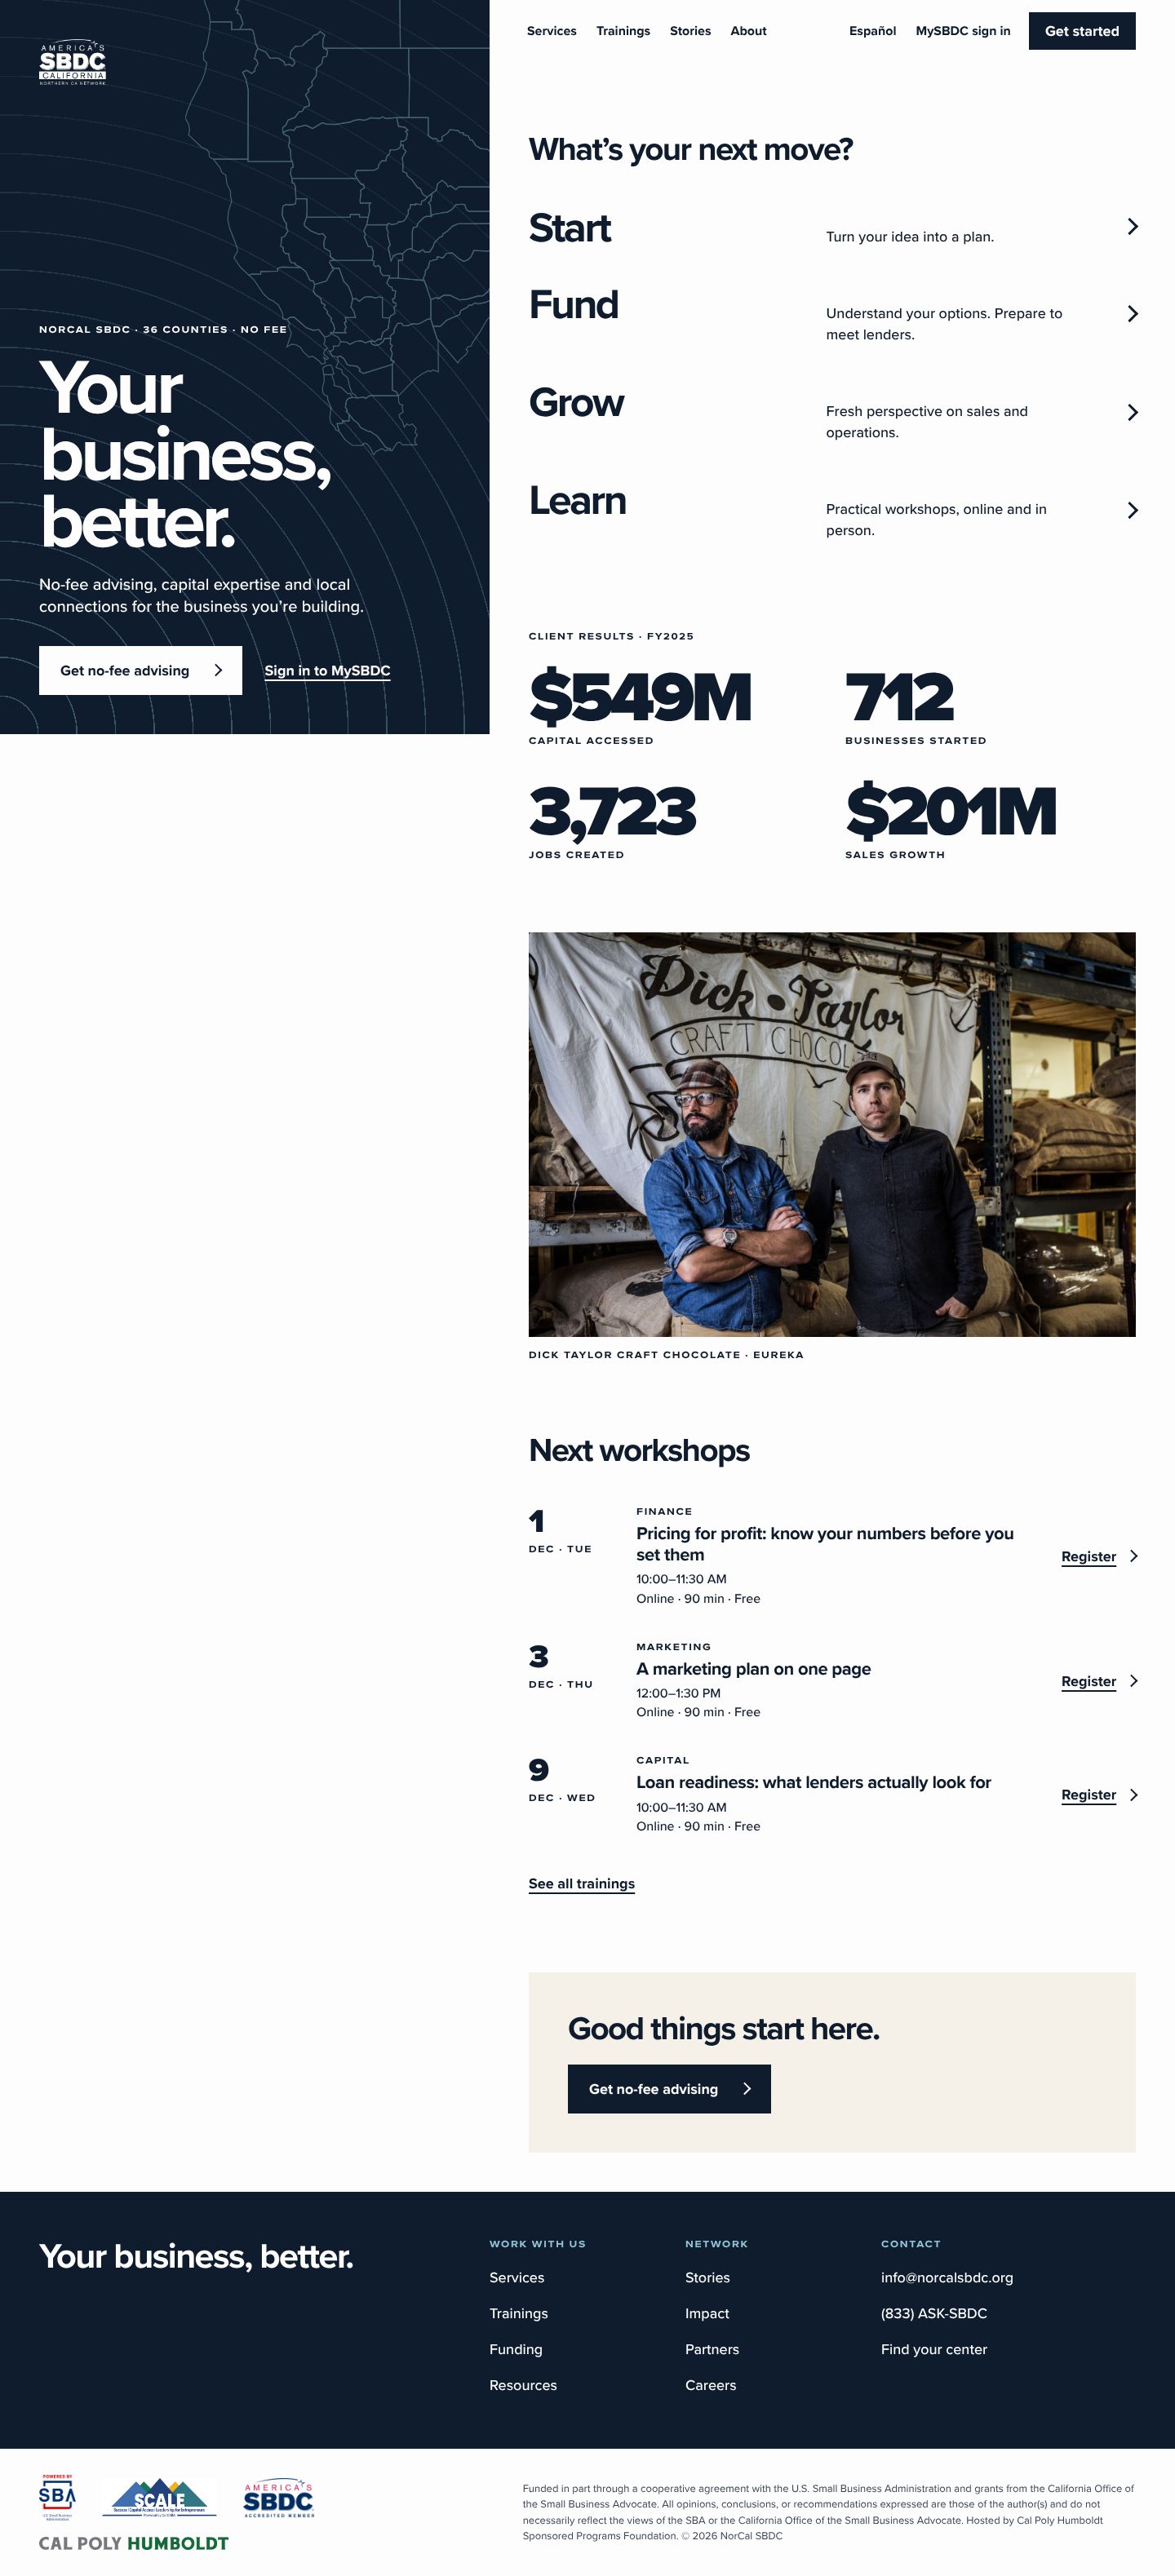 AMERICA'S
SBDC
CALIFORNIA
NORTHERN CA NETWORK
Services Trainings Stories About Español MySBDC sign in Get started
NORCAL SBDC · 36 COUNTIES · NO FEE
Your
business,
better.
No-fee advising, capital expertise and local
connections for the business you're building.
Get no-fee advising Sign in to MySBDC
What's your next move?
Start
Turn your idea into a plan.
Fund
Understand your options. Prepare to
meet lenders.
Grow
Fresh perspective on sales and
operations.
Learn
Practical workshops, online and in
person.
CLIENT RESULTS · FY2025
$549M
CAPITAL ACCESSED
712
BUSINESSES STARTED
3,723
JOBS CREATED
$201M
SALES GROWTH
Dick · Taylor
CRAFT CHOCOL
DICK TAYLOR CRAFT CHOCOLATE · EUREKA
Next workshops
1
DEC · TUE
FINANCE
Pricing for profit: know your numbers before you
set them
10:00–11:30 AM
Online · 90 min · Free
Register
3
DEC · THU
MARKETING
A marketing plan on one page
12:00–1:30 PM
Online · 90 min · Free
Register
9
DEC · WED
CAPITAL
Loan readiness: what lenders actually look for
10:00–11:30 AM
Online · 90 min · Free
Register
See all trainings
Good things start here.
Get no-fee advising
Your business, better.
WORK WITH US
Services
Trainings
Funding
Resources
NETWORK
Stories
Impact
Partners
Careers
CONTACT
info@norcalsbdc.org
(833) ASK-SBDC
Find your center
POWERED BY
SBA
U.S. Small Business
Administration
SCALE
AMERICA'S
SBDC
ACCREDITED MEMBER
CAL POLY HUMBOLDT
Funded in part through a cooperative agreement with the U.S. Small Business Administration and grants from the California Office of
the Small Business Advocate. All opinions, conclusions, or recommendations expressed are those of the author(s) and do not
necessarily reflect the views of the SBA or the California Office of the Small Business Advocate. Hosted by Cal Poly Humboldt
Sponsored Programs Foundation. © 2026 NorCal SBDC